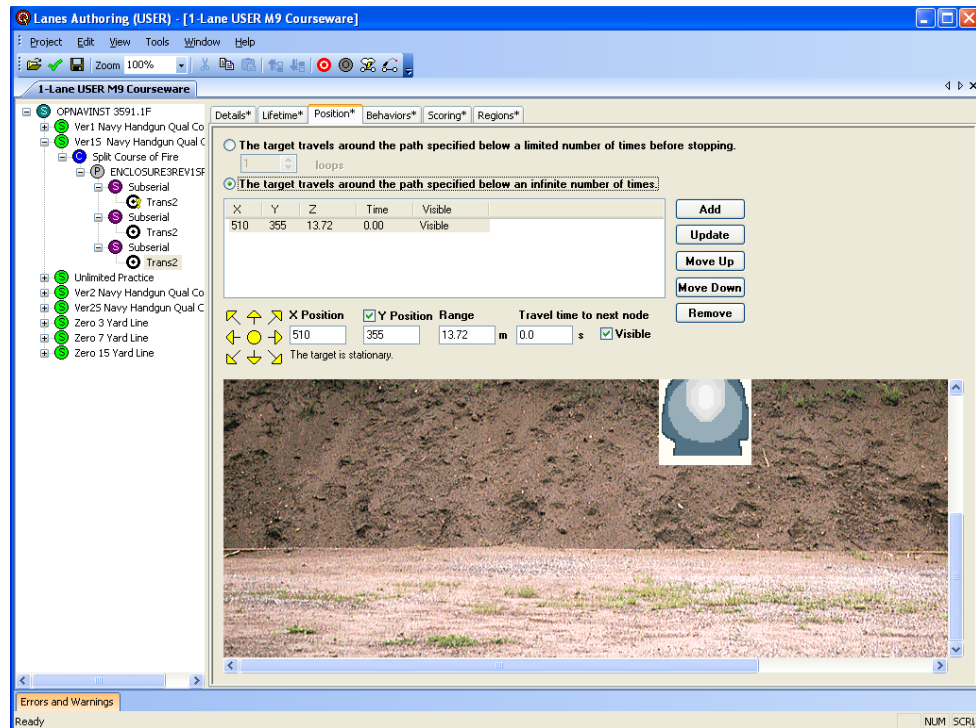 Lanes Authoring (USER) - [1-Lane USER M9 Courseware]
Project Edit View Tools Window Help
Zoom 100%
1-Lane USER M9 Courseware
OPNAVINST 3591.1F
Ver1 Navy Handgun Qual Co
Ver1S Navy Handgun Qual C
C Split Course of Fire
P ENCLOSURE3REV1SF
S Subserial
Trans2
S Subserial
Trans2
S Subserial
Trans2
S Unlimited Practice
S Ver2 Navy Handgun Qual Co
S Ver2S Navy Handgun Qual C
S Zero 3 Yard Line
S Zero 7 Yard Line
S Zero 15 Yard Line
Details* Lifetime* Position* Behaviors* Scoring* Regions*
The target travels around the path specified below a limited number of times before stopping.
1 loops
The target travels around the path specified below an infinite number of times.
X Y Z Time Visible
510 355 13.72 0.00 Visible
Add
Update
Move Up
Move Down
Remove
X Position Y Position Range Travel time to next node
510 355 13.72 m 0.0 s Visible
The target is stationary.
Errors and Warnings
Ready NUM SCRL